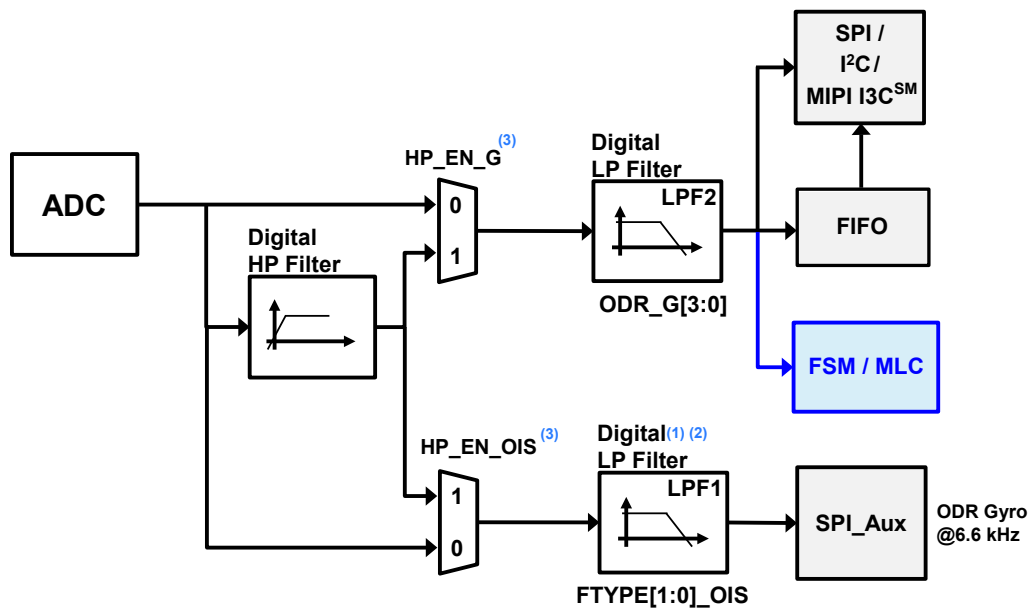 SPI /
I²C /
MIPI I3C^SM
HP_EN_G (3)
Digital
LP Filter
LPF2
ADC
0
1
FIFO
Digital
HP Filter
ODR_G[3:0]
FSM / MLC
HP_EN_OIS (3)
Digital (1) (2)
LP Filter
LPF1
1
0
SPI_Aux
ODR Gyro
@6.6 kHz
FTYPE[1:0]_OIS